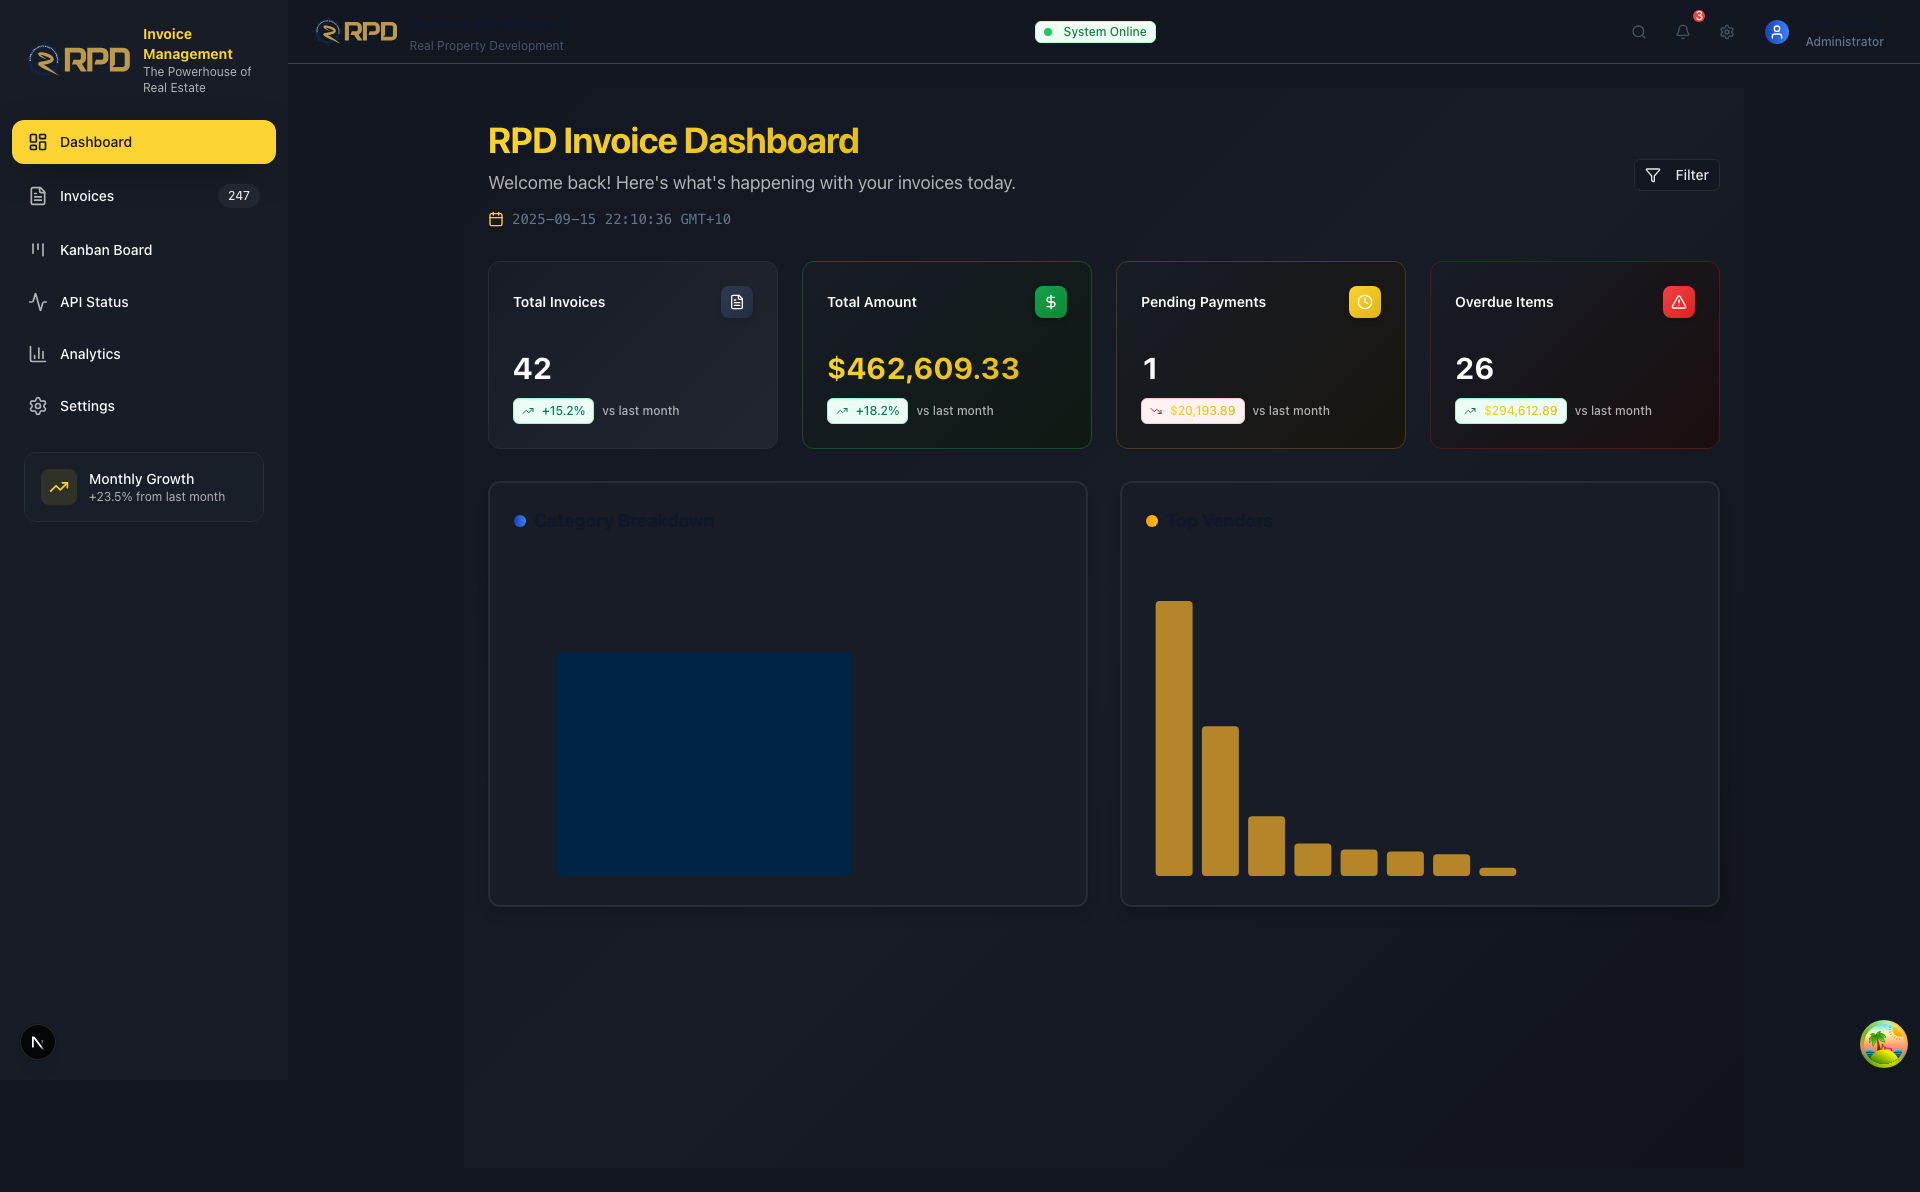 RPD
Invoice
Management
The Powerhouse of
Real Estate
Dashboard
Invoices 247
Kanban Board
API Status
Analytics
Settings
Monthly Growth
+23.5% from last month
N
RPD
Real Property Development
System Online
3
Administrator
RPD Invoice Dashboard
Welcome back! Here's what's happening with your invoices today.
2025-09-15 22:10:36 GMT+10
Filter
Total Invoices
42
+15.2% vs last month
Total Amount
$
$462,609.33
+18.2% vs last month
Pending Payments
1
$20,193.89 vs last month
Overdue Items
26
$294,612.89 vs last month
Category Breakdown
Top Vendors